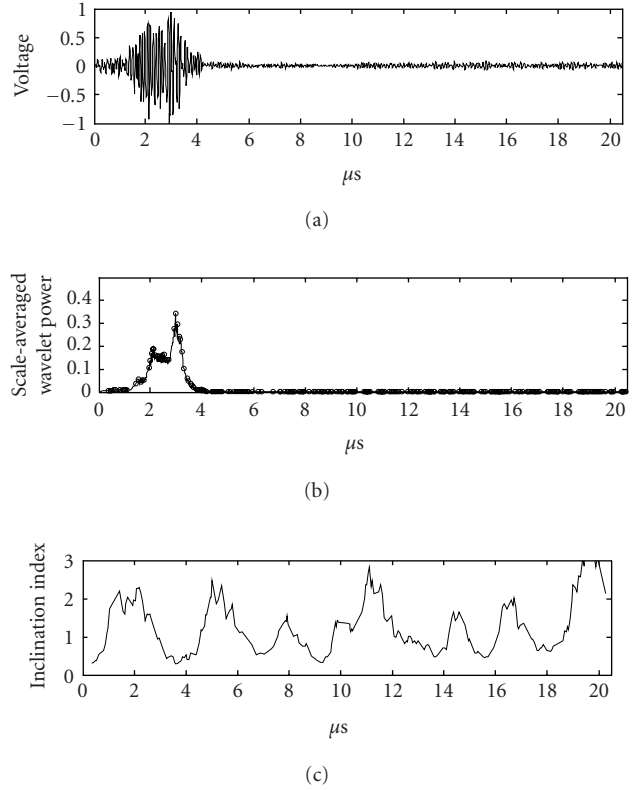 Voltage
1
0.5
0
−0.5
−1
0 2 4 6 8 10 12 14 16 18 20
μs
(a)
Scale-averaged
wavelet power
0.4
0.3
0.2
0.1
0
0 2 4 6 8 10 12 14 16 18 20
μs
(b)
Inclination index
3
2
1
0
0 2 4 6 8 10 12 14 16 18 20
μs
(c)